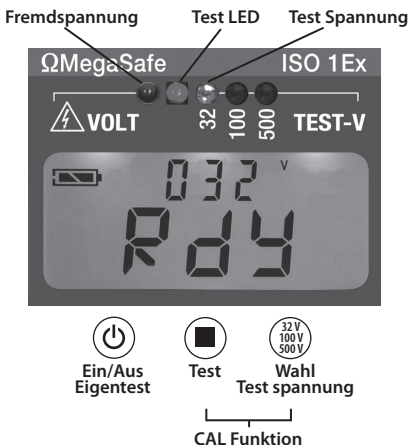 Fremdspannung Test LED Test Spannung
ΩMegaSafe ISO 1Ex
VOLT 32 100 500 TEST-V
032 V
Rdy
32 V
100 V
500 V
Ein/Aus Test Wahl
Eigentest Test spannung
CAL Funktion